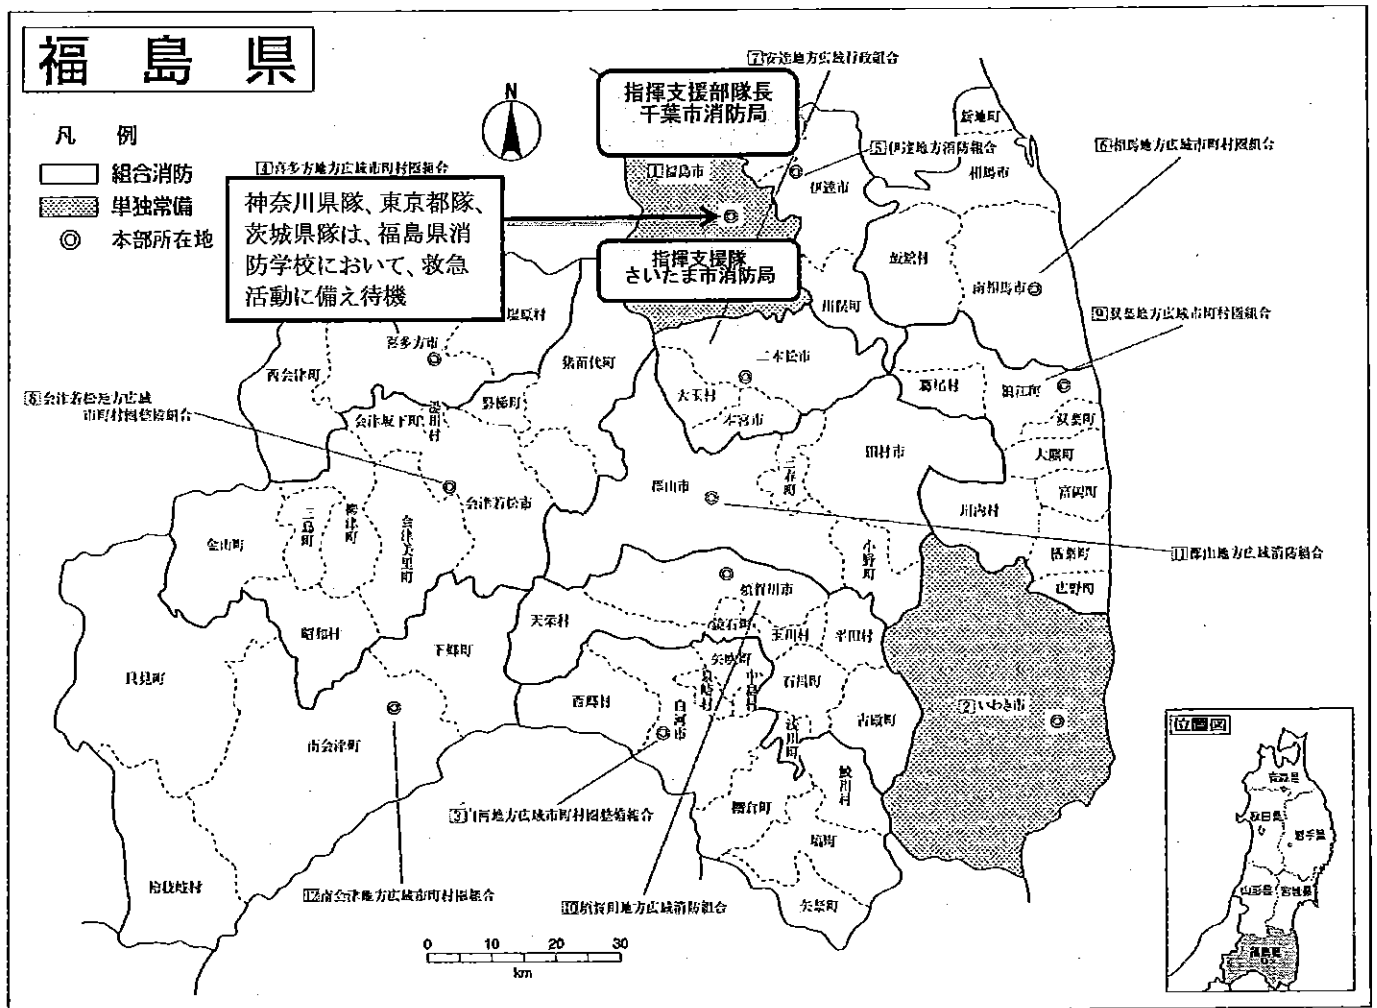 福島県
凡 例
組合消防
単独常備
本部所在地
N
指揮支援部隊長
千葉市消防局
神奈川県隊、東京都隊、
茨城県隊は、福島県消
防学校において、救急
活動に備え待機
指揮支援隊
さいたま市消防局
7 安達地方広域行政組合
4 喜多方地方広域市町村圏組合
1 福島市
5 伊達地方消防組合
6 相馬地方広域市町村圏組合
新地町
相馬市
伊達市
飯舘村
南相馬市
川俣町
9 双葉地方広域市町村圏組合
喜多方市
西会津町
猪苗代町
磐梯町
湯川村
会津坂下町
二本松市
大玉村
本宮市
葛尾村
浪江町
双葉町
大熊町
富岡町
楢葉町
広野町
川内村
田村市
三春町
小野町
郡山市
会津若松地方広域
市町村圏整備組合
会津若松市
金山町
三島町
柳津町
会津美里町
昭和村
只見町
下郷町
南会津町
檜枝岐村
11 郡山地方広域消防組合
須賀川市
天栄村
鏡石町
玉川村
平田村
矢吹町
泉崎村
中島村
石川町
古殿町
西郷村
白河市
浅川町
鮫川村
棚倉町
塙町
矢祭町
2 いわき市
3 白河地方広域市町村圏整備組合
12 南会津地方広域市町村圏組合
10 須賀川地方広域消防組合
0 10 20 30
km
位置図
青森県
秋田県
岩手県
山形県
宮城県
福島県